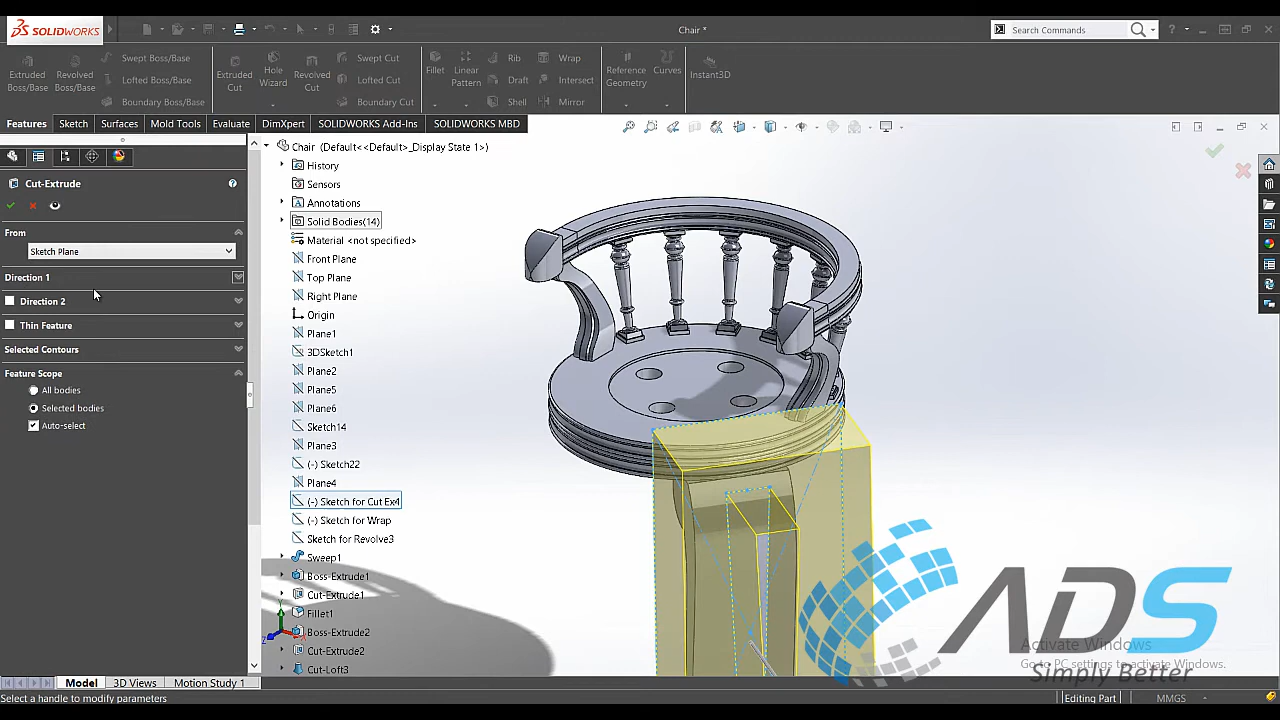 SOLIDWORKS
Chair *
Search Commands
Extruded Boss/Base
Revolved Boss/Base
Swept Boss/Base
Lofted Boss/Base
Boundary Boss/Base
Extruded Cut
Hole Wizard
Revolved Cut
Swept Cut
Lofted Cut
Boundary Cut
Fillet
Linear Pattern
Rib
Draft
Shell
Wrap
Intersect
Mirror
Reference Geometry
Curves
Instant3D
Features
Sketch
Surfaces
Mold Tools
Evaluate
DimXpert
SOLIDWORKS Add-Ins
SOLIDWORKS MBD
Cut-Extrude
From
Sketch Plane
Direction 1
Direction 2
Thin Feature
Selected Contours
Feature Scope
All bodies
Selected bodies
Auto-select
Chair (Default<<Default>_Display State 1>)
History
Sensors
Annotations
Solid Bodies(14)
Material <not specified>
Front Plane
Top Plane
Right Plane
Origin
Plane1
3DSketch1
Plane2
Plane5
Plane6
Sketch14
Plane3
(-) Sketch22
Plane4
(-) Sketch for Cut Ex4
(-) Sketch for Wrap
Sketch for Revolve3
Sweep1
Boss-Extrude1
Cut-Extrude1
Fillet1
Boss-Extrude2
Cut-Extrude2
Cut-Loft3
ADS
Simply Better
Activate Windows
Go to PC settings to activate Windows.
Model
3D Views
Motion Study 1
Select a handle to modify parameters
Editing Part
MMGS